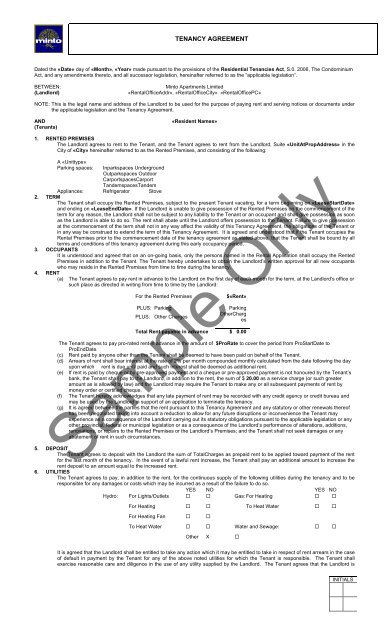 minto
TENANCY AGREEMENT
Dated the «Date» day of «Month», «Year» made pursuant to the provisions of the Residential Tenancies Act, S.O. 2006, The Condominium
Act, and any amendments thereto, and all successor legislation, hereinafter referred to as the "applicable legislation".
BETWEEN: Minto Apartments Limited
(Landlord) «RentalOfficeAddr», «RentalOfficeCity» «RentalOfficePC»
NOTE: This is the legal name and address of the Landlord to be used for the purpose of paying rent and serving notices or documents under
the applicable legislation and the Tenancy Agreement.
AND «Resident Names»
(Tenants)
1. RENTED PREMISES
The Landlord agrees to rent to the Tenant, and the Tenant agrees to rent from the Landlord, Suite «UnitAtPropAddress» in the
City of «City» hereinafter referred to as the Rented Premises, and consisting of the following:
A «Unittype»
Parking spaces: Inparkspaces Underground
Outparkspaces Outdoor
CarportspacesCarport
TandemspacesTandem
Appliances: Refrigerator Stove
2. TERM
The Tenant shall occupy the Rented Premises, subject to the present Tenant vacating, for a term beginning on «LeaseStartDate»
and ending on «LeaseEndDate». If the Landlord is unable to give possession of the Rented Premises on the commencement of the
term for any reason, the Landlord shall not be subject to any liability to the Tenant or an occupant and shall give possession as soon
as the Landlord is able to do so. The rent shall abate until the Landlord offers possession to the Tenant. Failure to give possession
at the commencement of the term shall not in any way affect the validity of this Tenancy Agreement, the obligations of the Tenant or
in any way be construed to extend the term of this Tenancy Agreement. It is agreed and understood that if the Tenant occupies the
Rented Premises prior to the commencement date of the tenancy agreement as stated above, that the Tenant shall be bound by all
terms and conditions of this tenancy agreement during this early occupancy period.
3. OCCUPANTS
It is understood and agreed that on an on-going basis, only the persons named in the Rental Application shall occupy the Rented
Premises in addition to the Tenant. The Tenant hereby undertakes to obtain the Landlord's written approval for all new occupants
who may reside in the Rented Premises from time to time during the tenancy.
4. RENT
(a) The Tenant agrees to pay rent in advance to the Landlord on the first day of each month for the term, at the Landlord's office or
such place as directed in writing from time to time by the Landlord:
For the Rented Premises $«Rent»
PLUS: Parking $ Parking
PLUS: Other Charges OtherCharg
es
Total Rent payable in advance $ 0.00
The Tenant agrees to pay pro-rated rent in advance in the amount of $ProRate to cover the period from ProStartDate to
ProEndDate.
(c) Rent paid by anyone other than the Tenant shall be deemed to have been paid on behalf of the Tenant.
(d) Arrears of rent shall bear interest at the rate of 2% per month compounded monthly calculated from the date following the day
upon which rent is due and paid and such interest shall be deemed as additional rent.
(e) If rent is paid by cheque or pre-approved payment and a cheque or pre-approved payment is not honoured by the Tenant's
bank, the Tenant shall pay to the Landlord, in addition to the rent, the sum of $ 20.00 as a service charge (or such greater
amount as is allowed by law) and the Landlord may require the Tenant to make any or all subsequent payments of rent by
money order or certified cheque.
(f) The Tenant hereby acknowledges that any late payment of rent may be recorded with any credit agency or credit bureau and
may be used by the Landlord in support of an application to terminate the tenancy.
(g) It is agreed between the parties that the rent pursuant to this Tenancy Agreement and any statutory or other renewals thereof
has been calculated taking into account a reduction to allow for any future disruptions or inconvenience the Tenant may
experience as a consequence of the Landlord carrying out its statutory obligations pursuant to the applicable legislation or any
other provincial, federal or municipal legislation or as a consequence of the Landlord's performance of alterations, additions,
renovations, or repairs to the Rented Premises or the Landlord's Premises; and the Tenant shall not seek damages or any
abatement of rent in such circumstances.
5. DEPOSIT
The Tenant agrees to deposit with the Landlord the sum of TotalCharges as prepaid rent to be applied toward payment of the rent
for the last month of the tenancy. In the event of a lawful rent increase, the Tenant shall pay an additional amount to increase the
rent deposit to an amount equal to the increased rent.
6. UTILITIES
The Tenant agrees to pay, in addition to the rent, for the continuous supply of the following utilities during the tenancy and to be
responsible for any damages or costs which may be incurred as a result of the failure to do so.
YES NO YES NO
Hydro: For Lights/Outlets ☐ ☐ Gas: For Heating ☐ ☐
For Heating ☐ ☐ To Heat Water ☐ ☐
For Heating Fan ☐ ☐
To Heat Water ☐ ☐ Water and Sewage: ☐ ☐
Other X ☐
It is agreed that the Landlord shall be entitled to take any action which it may be entitled to take in respect of rent arrears in the case
of default in payment by the Tenant for any of the above noted utilities for which the Tenant is responsible. The Tenant shall
exercise reasonable care and diligence in the use of any utility supplied by the Landlord. The Tenant agrees that the Landlord is
INITIALS
Sample Only